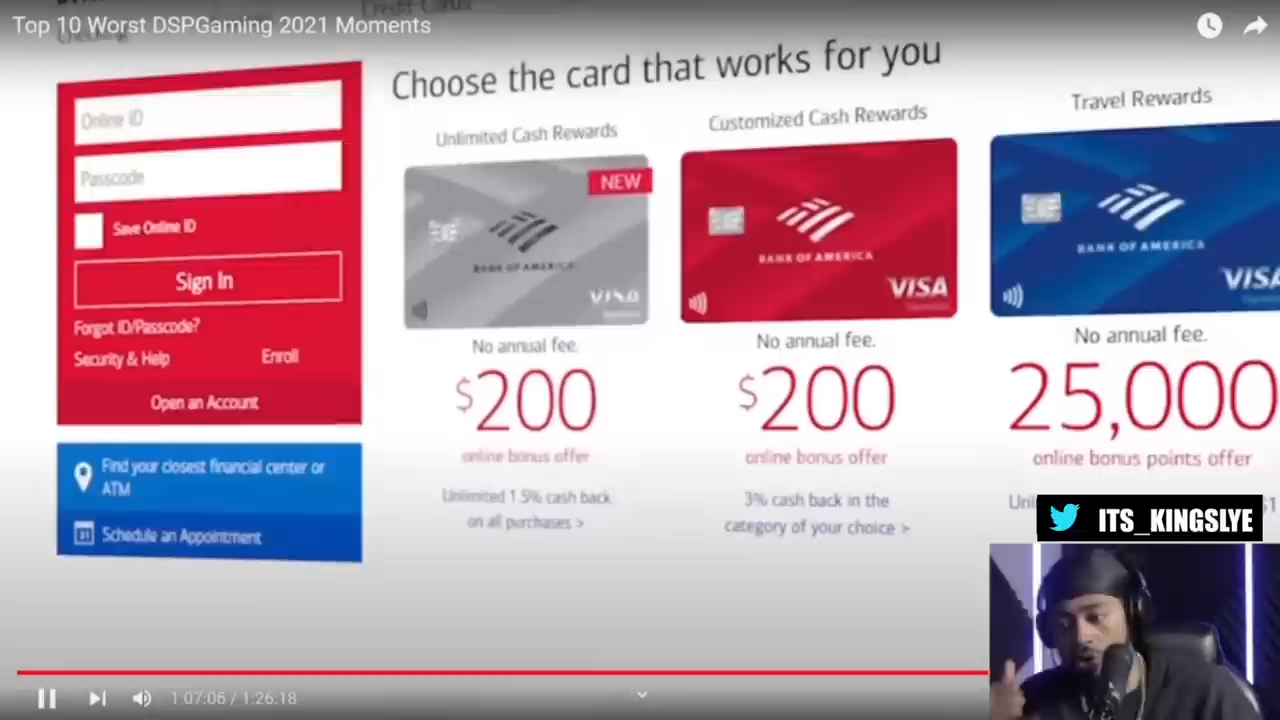 Top 10 Worst DSPGaming 2021 Moments
Credit Cards
Checking
Choose the card that works for you
Online ID
Passcode
Save Online ID
Sign In
Forgot ID/Passcode?
Security & Help
Enroll
Open an Account
Find your closest financial center or
ATM
Schedule an Appointment
Unlimited Cash Rewards
NEW
BANK OF AMERICA
VISA
No annual fee.
$200
online bonus offer
Unlimited 1.5% cash back
on all purchases >
Customized Cash Rewards
BANK OF AMERICA
VISA
No annual fee.
$200
online bonus offer
3% cash back in the
category of your choice >
Travel Rewards
BANK OF AMERICA
VISA
No annual fee.
25,000
online bonus points offer
ITS_KINGSLYE
1:07:06 / 1:26:18